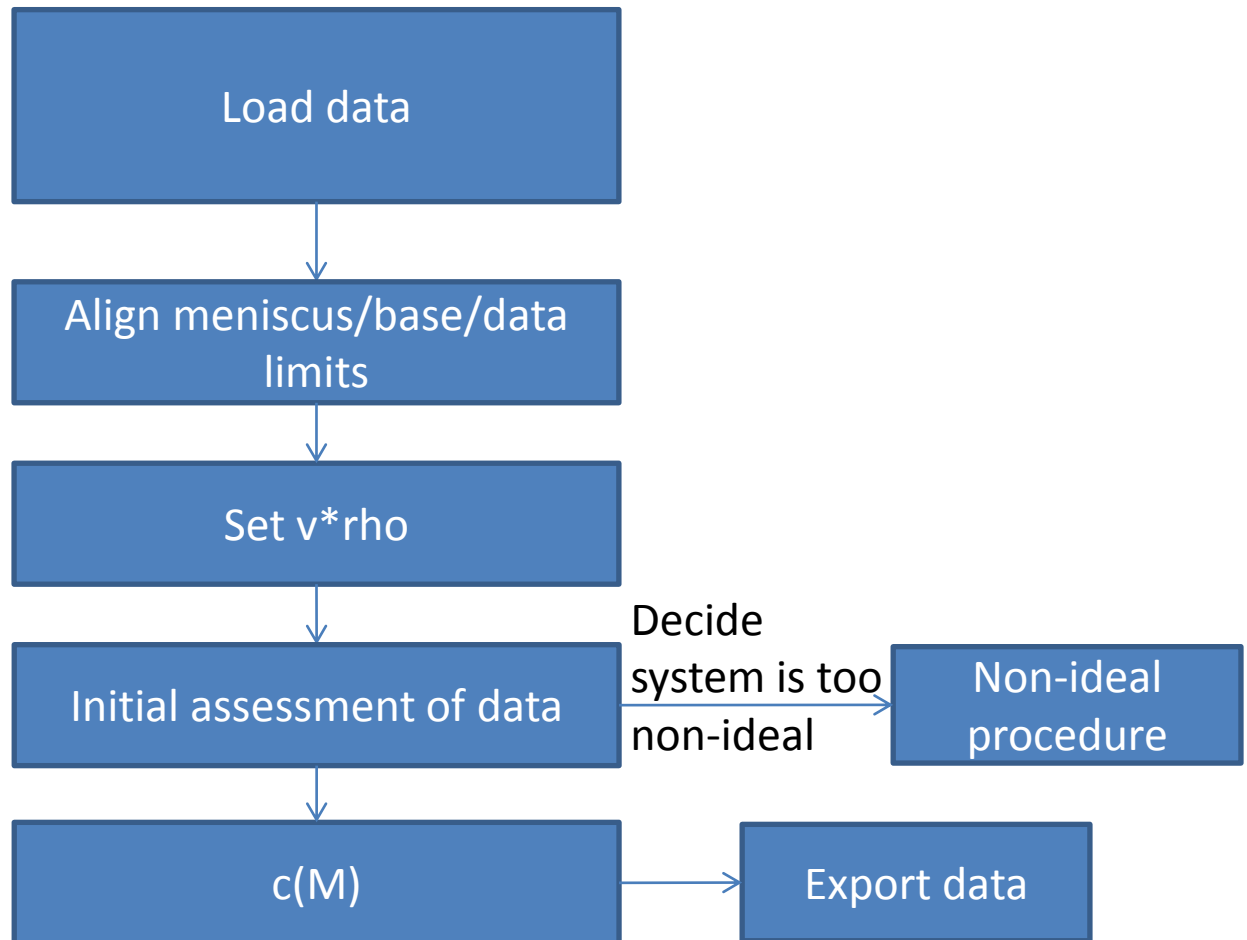 Load data
Align meniscus/base/data
limits
Set v*rho
Initial assessment of data
Decide
system is too
non-ideal
Non-ideal
procedure
c(M)
Export data